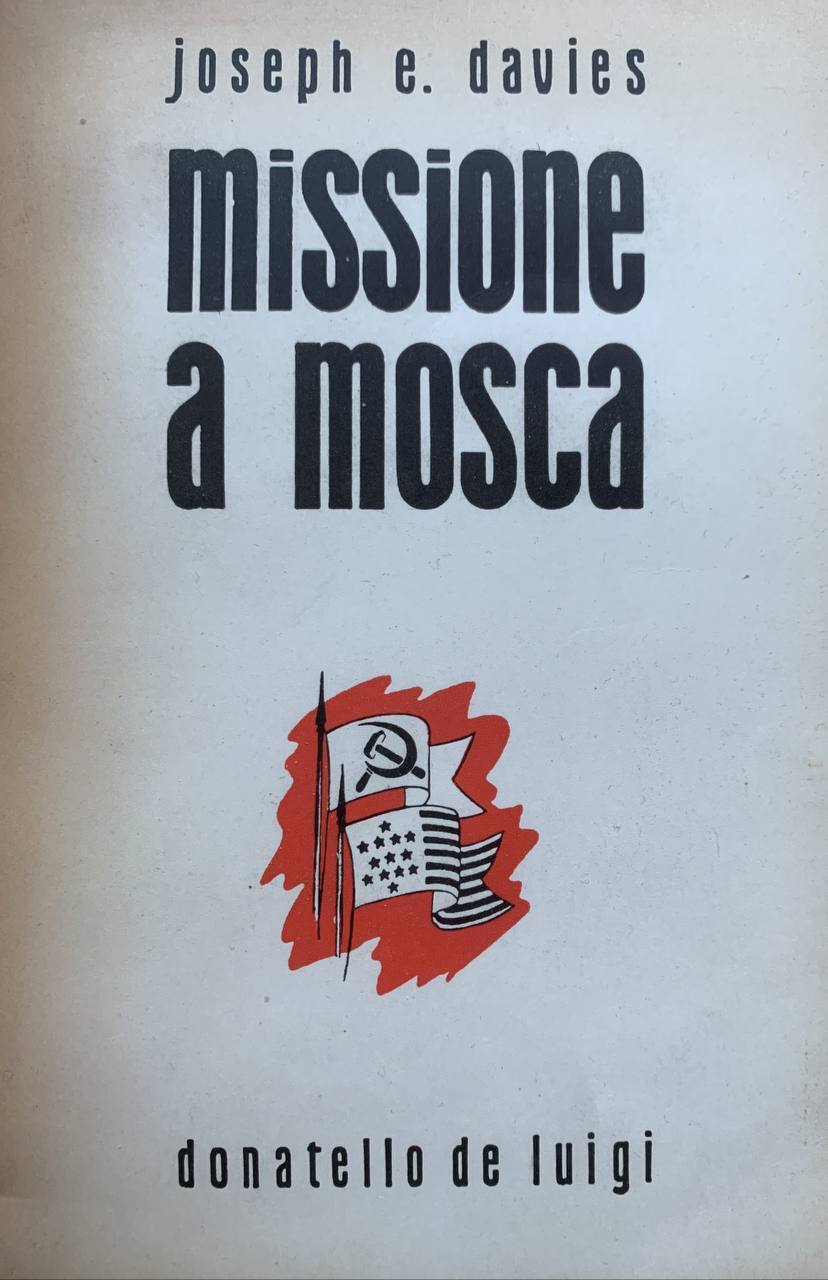 joseph e. davies
missione
a mosca
donatello de luigi